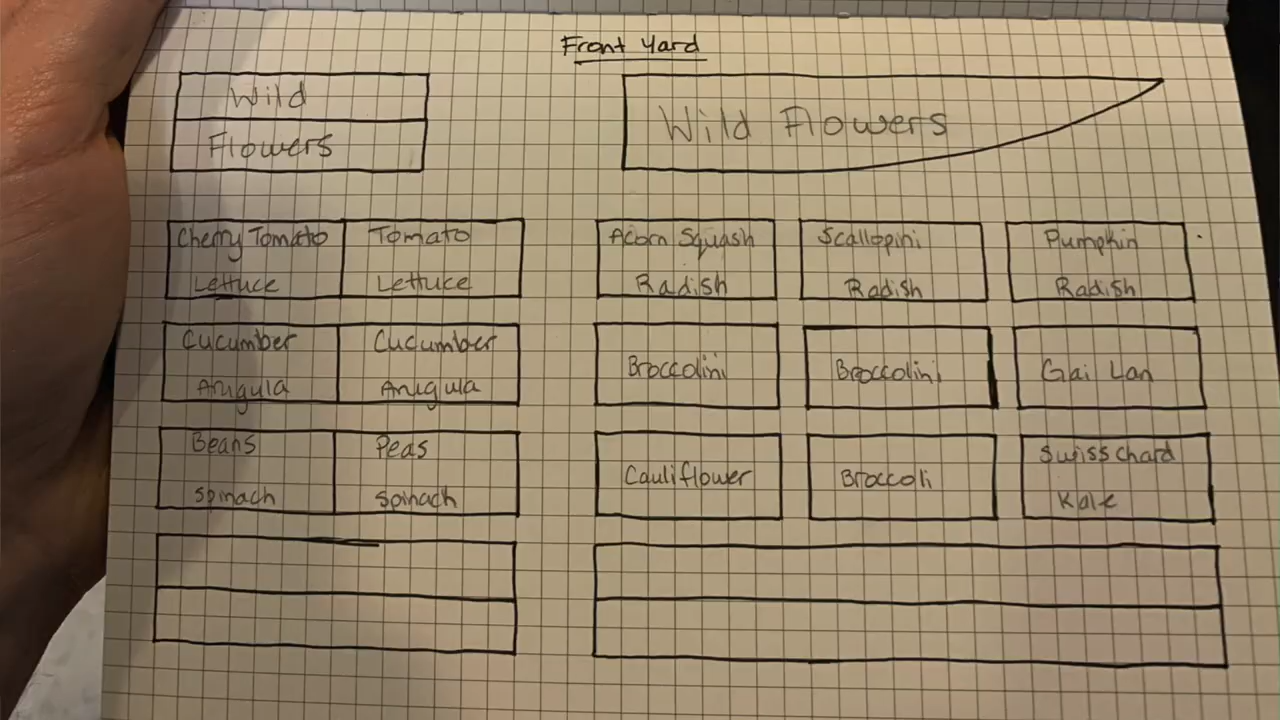 Front Yard
Wild
Flowers
Wild Flowers
Cherry Tomato
Lettuce
Tomato
Lettuce
Acorn Squash
Radish
Scallopini
Radish
Pumpkin
Radish
Cucumber
Arugula
Cucumber
Arugula
Broccolini
Broccolini
Gai Lan
Beans
Spinach
Peas
Spinach
Cauliflower
Broccoli
Swiss chard
Kale